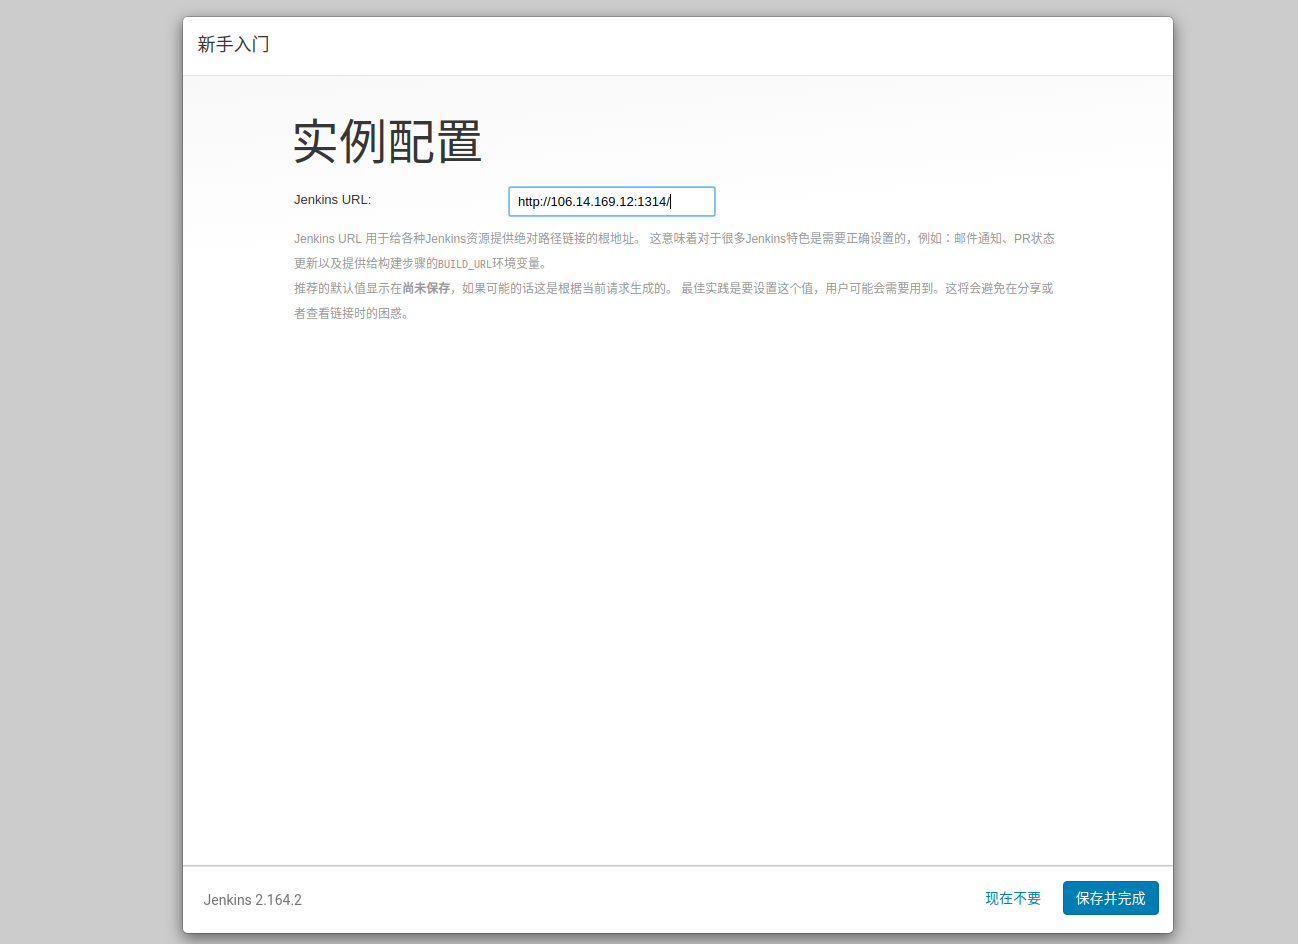 新手入门
实例配置
Jenkins URL:
http://106.14.169.12:1314/
Jenkins URL 用于给各种Jenkins资源提供绝对路径链接的根地址。 这意味着对于很多Jenkins特色是需要正确设置的，例如：邮件通知、PR状态
更新以及提供给构建步骤的BUILD_URL环境变量。
推荐的默认值显示在尚未保存，如果可能的话这是根据当前请求生成的。 最佳实践是要设置这个值，用户可能会需要用到。这将会避免在分享或
者查看链接时的困惑。
Jenkins 2.164.2
现在不要
保存并完成